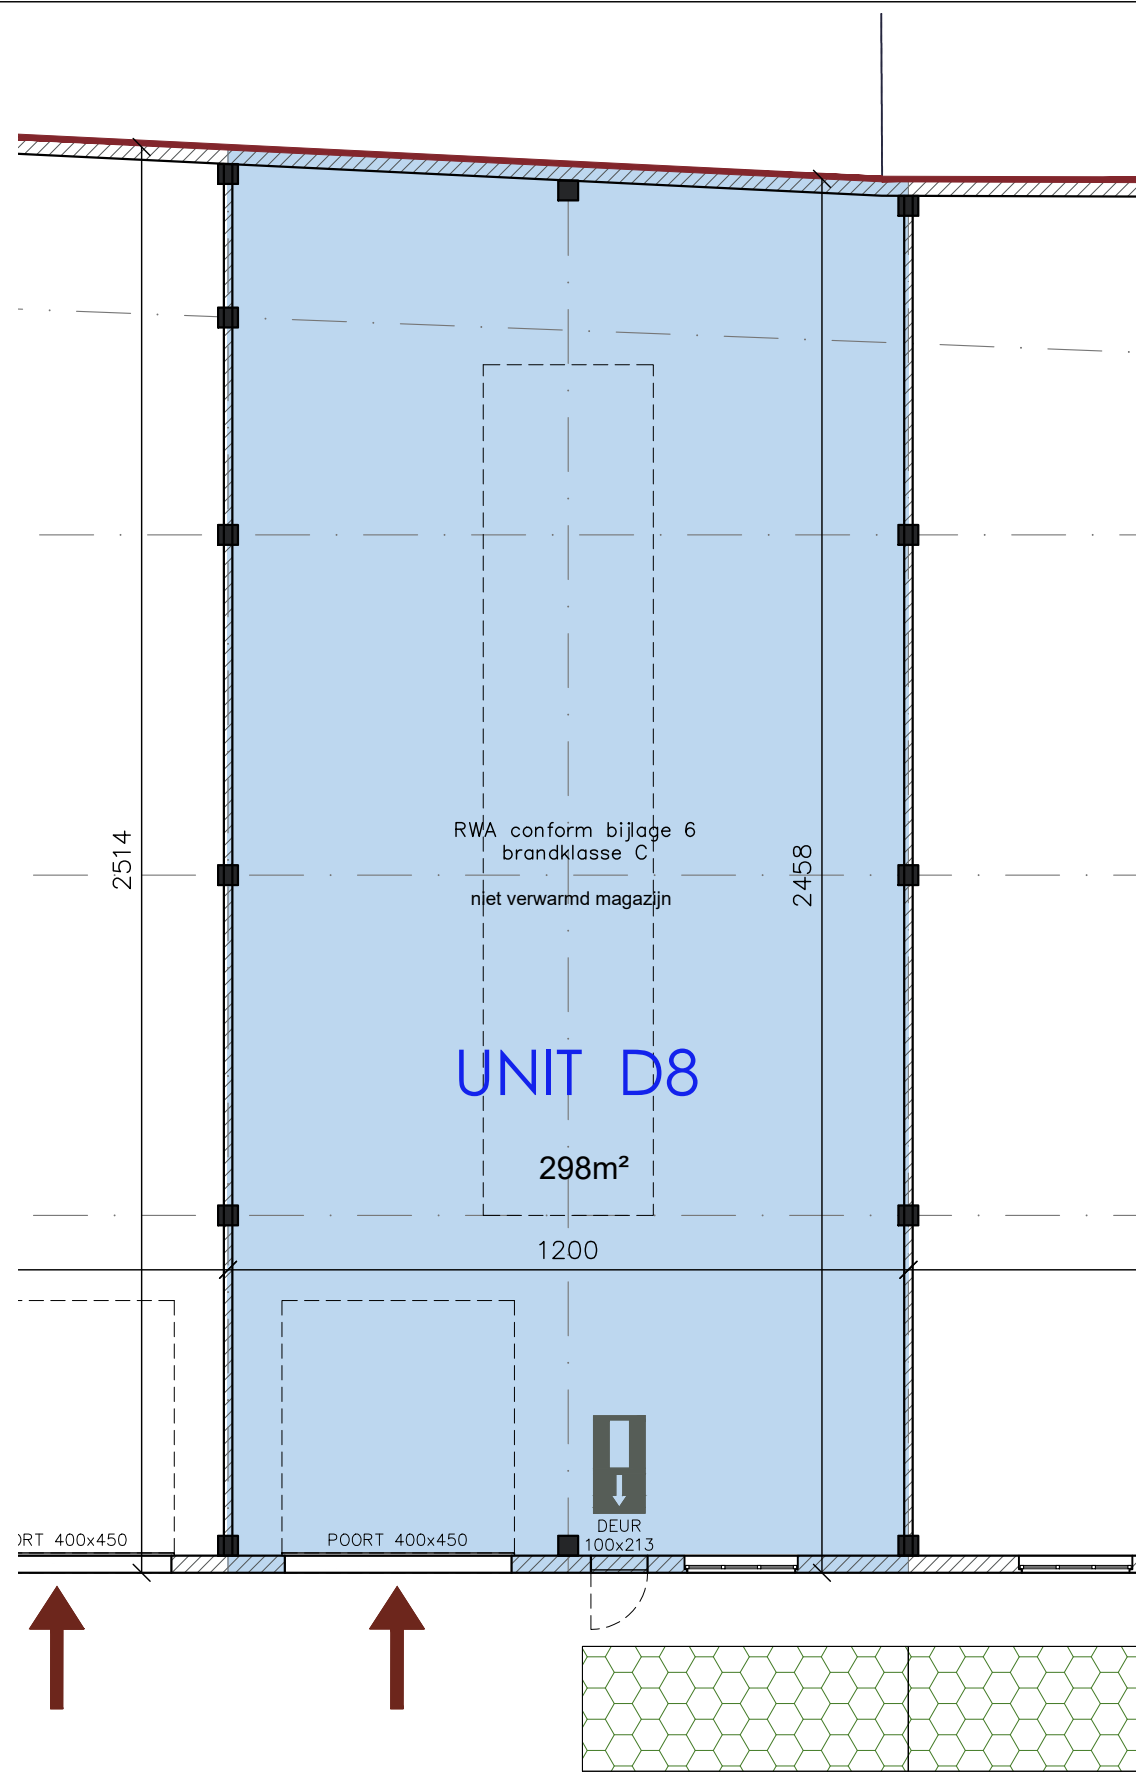 2514
RWA conform bijlage 6
brandklasse C
niet verwarmd magazijn
2458
UNIT D8
298m²
1200
DEUR
100x213
ORT 400x450
POORT 400x450